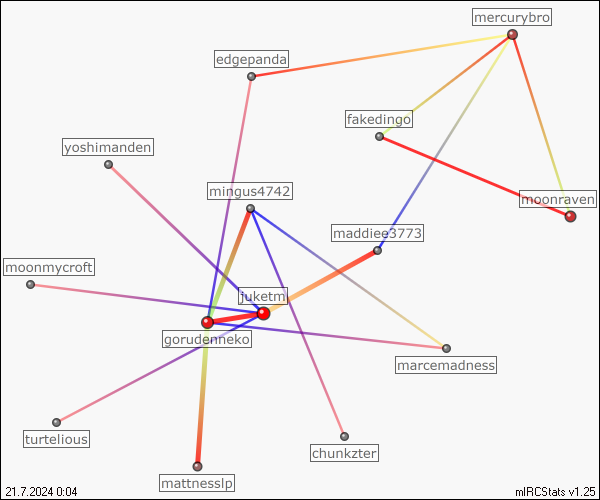 mercurybro
edgepanda
fakedingo
yoshimanden
mingus4742
moonraven
maddiee3773
moonmycroft
juketm
gorudenneko
marcemadness
turtelious
chunkzter
mattnesslp
21.7.2024 0:04
mIRCStats v1.25